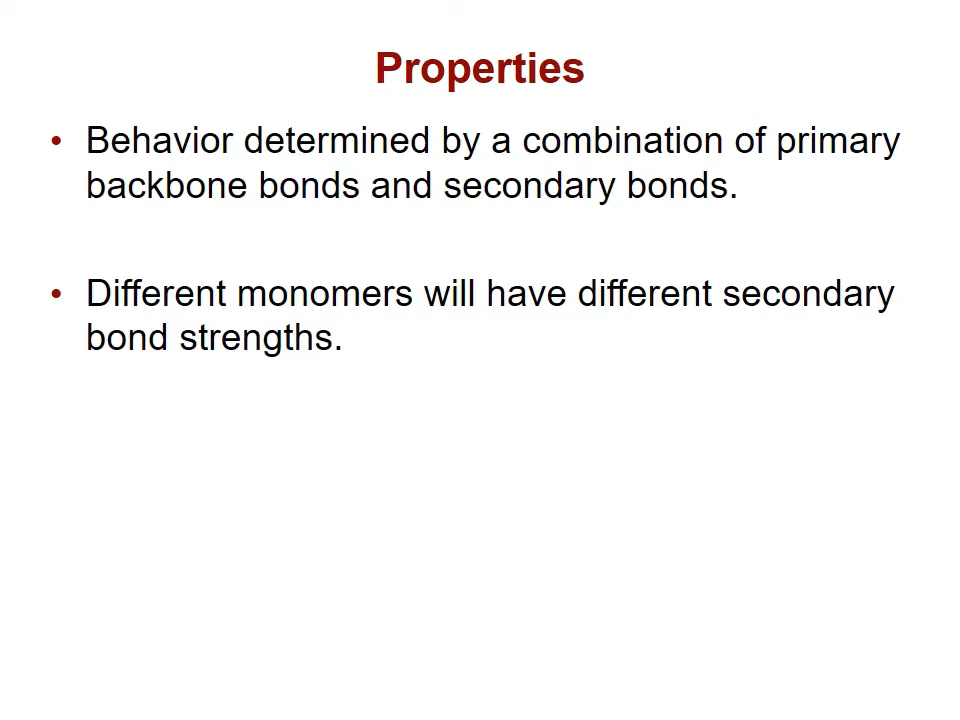 Properties
• Behavior determined by a combination of primary
backbone bonds and secondary bonds.
• Different monomers will have different secondary
bond strengths.